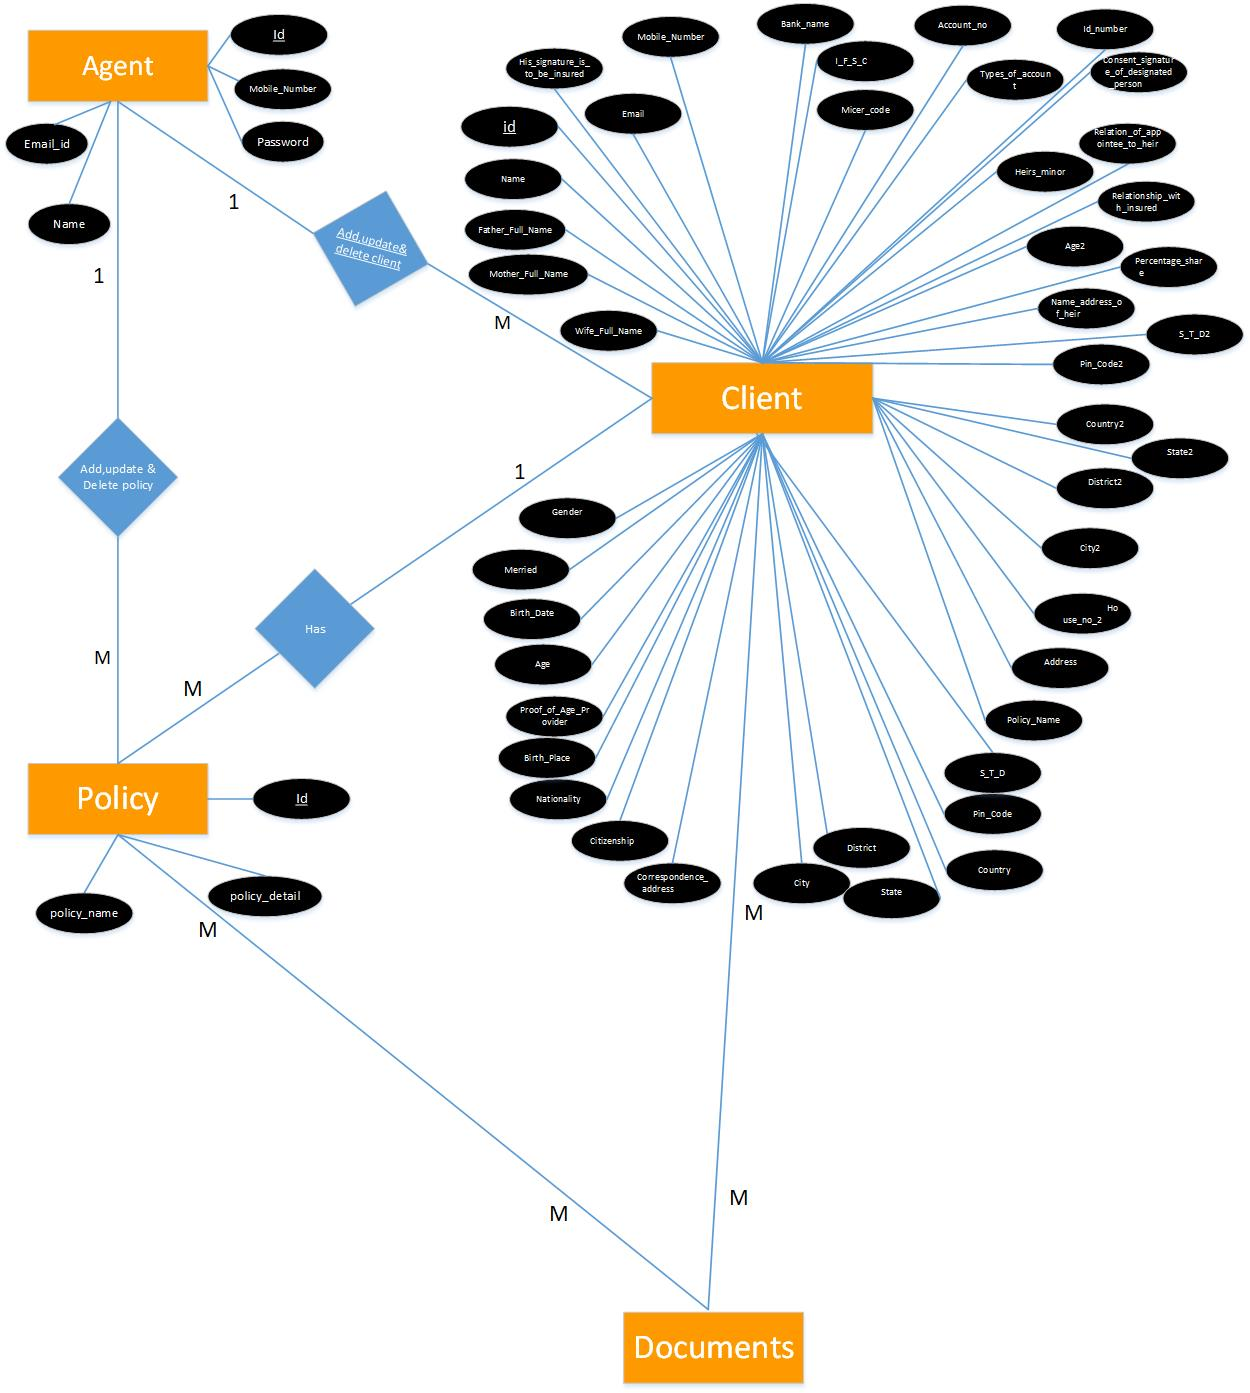 Agent
Id
Mobile_Number
Password
Email_id
Name
1
1
Add,update&
delete client
M
Add,update &
Delete policy
M
1
Has
M
Policy
Id
policy_name
policy_detail
M
M
M
M
Documents
Client
Bank_name
Account_no
Id_number
Mobile_Number
His_signature_is_
to_be_insured
I_F_S_C
Types_of_accoun
t
Consent_signatur
e_of_designated
_person
Email
Micer_code
id
Relation_of_app
ointee_to_heir
Name
Heirs_minor
Relationship_wit
h_insured
Father_Full_Name
Age2
Mother_Full_Name
Percentage_shar
e
Name_address_o
f_heir
Wife_Full_Name
S_T_D2
Pin_Code2
Country2
State2
District2
City2
Ho
use_no_2
Address
Policy_Name
Gender
Merried
Birth_Date
Age
Proof_of_Age_Pr
ovider
Birth_Place
Nationality
Citizenship
Correspondence_
address
City
District
State
S_T_D
Pin_Code
Country